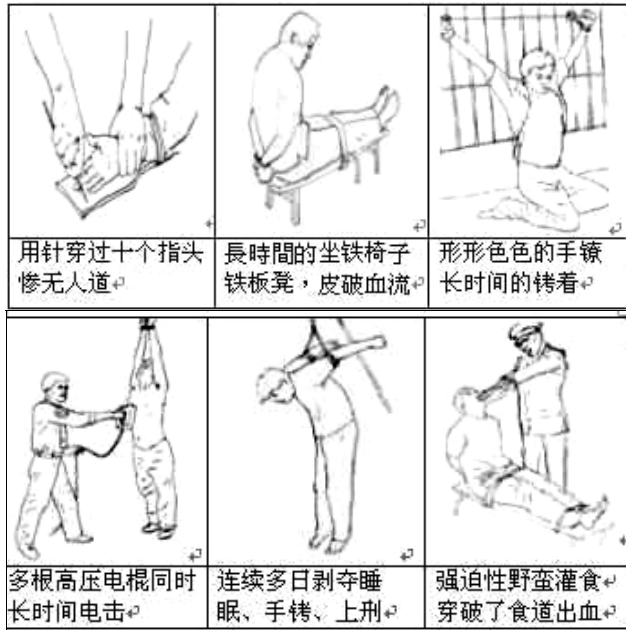 用针穿过十个指头
惨无人道
長時間的坐铁椅子
铁板凳，皮破血流
形形色色的手镣
长时间的铐着
多根高压电棍同时
长时间电击
连续多日剥夺睡
眠、手铐、上刑
强迫性野蛮灌食
穿破了食道出血